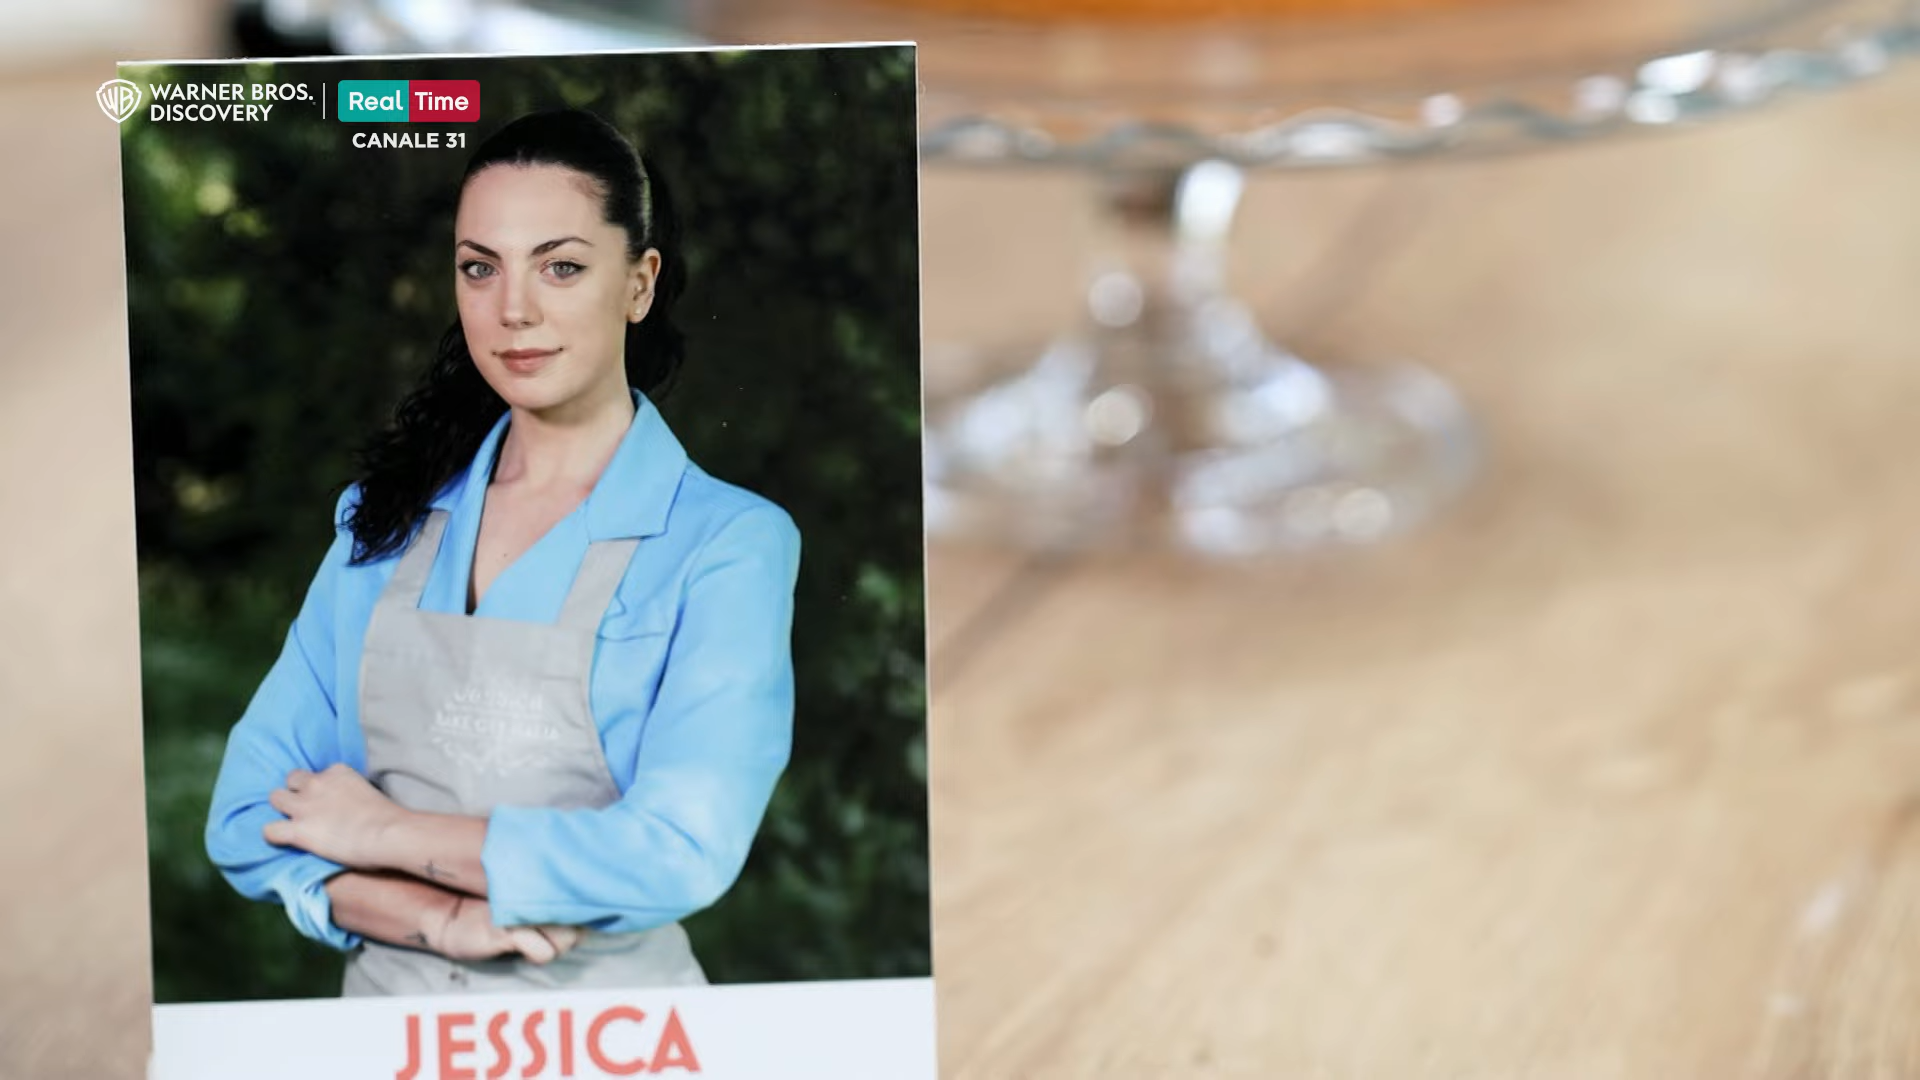 WARNER BROS.
DISCOVERY
Real Time
CANALE 31
JESSICA